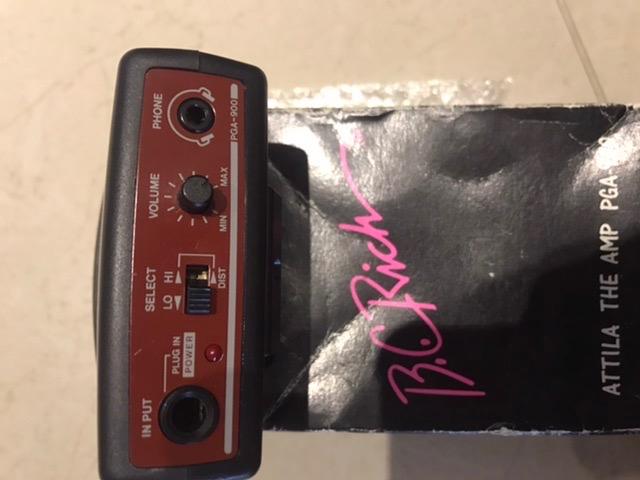 PHONE
PGA-900
VOLUME
MIN
MAX
SELECT
LO
HI
DIST
IN PUT
PLUG IN
POWER
B.C. Rich
ATTILA THE AMP PGA-